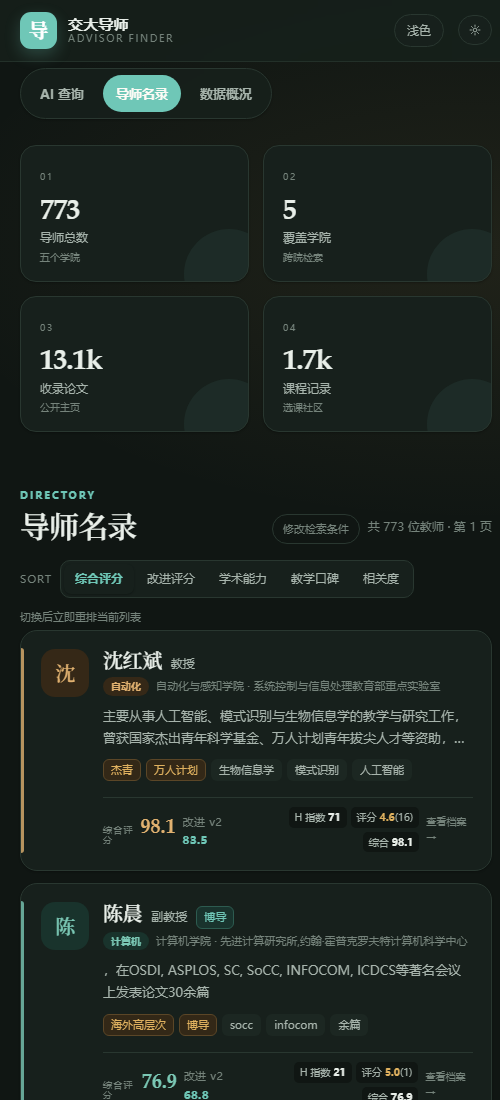 导
交大导师
ADVISOR FINDER
浅色
AI 查询
导师名录
数据概况
01
773
导师总数
五个学院
02
5
覆盖学院
跨院检索
03
13.1k
收录论文
公开主页
04
1.7k
课程记录
选课社区
DIRECTORY
导师名录
修改检索条件
共 773 位教师 · 第 1 页
SORT
综合评分
改进评分
学术能力
教学口碑
相关度
切换后立即重排当前列表
沈
沈红斌 教授
自动化 自动化与感知学院 · 系统控制与信息处理教育部重点实验室
主要从事人工智能、模式识别与生物信息学的教学与研究工作，
曾获国家杰出青年科学基金、万人计划青年拔尖人才等资助，...
杰青 万人计划 生物信息学 模式识别 人工智能
综合评分 98.1 改进 v2 83.5
H 指数 71 评分 4.6(16)
综合 98.1
查看档案 →
陈
陈晨 副教授 博导
计算机 计算机学院 · 先进计算研究所,约翰·霍普克罗夫特计算机科学中心
，在OSDI, ASPLOS, SC, SoCC, INFOCOM, ICDCS等著名会议
上发表论文30余篇
海外高层次 博导 socc infocom 余篇
综合评分 76.9 改进 v2 68.8
H 指数 21 评分 5.0(1)
综合 76.9
查看档案 →